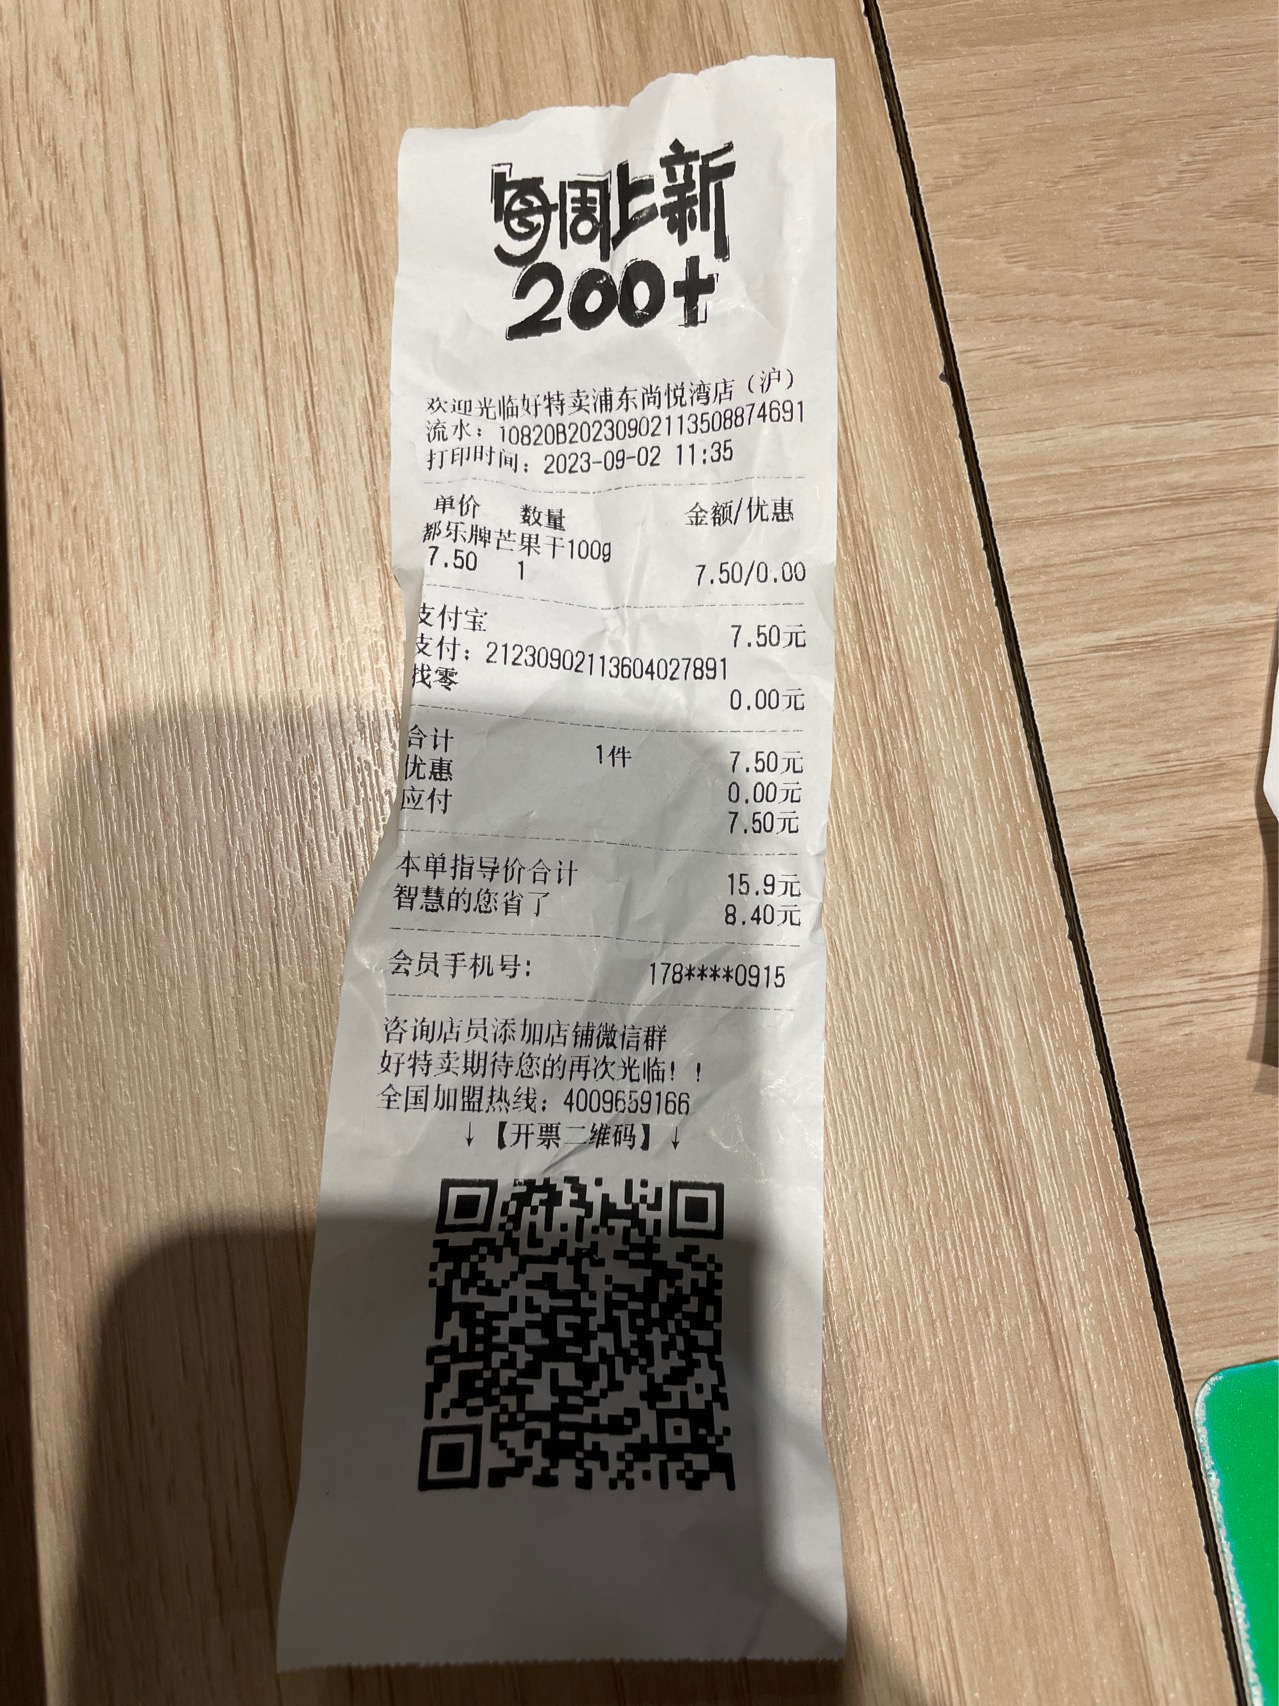 每周上新
200+
欢迎光临好特卖浦东尚悦湾店（沪）
流水：10820B20230902113508874691
打印时间：2023-09-02 11:35
单价 数量 金额/优惠
都乐牌芒果干100g
7.50 1 7.50/0.00
支付宝 7.50元
支付：21230902113604027891
找零 0.00元
合计 1件 7.50元
优惠 0.00元
应付 7.50元
本单指导价合计 15.9元
智慧的您省了 8.40元
会员手机号： 178****0915
咨询店员添加店铺微信群
好特卖期待您的再次光临！！
全国加盟热线：4009659166
↓【开票二维码】↓